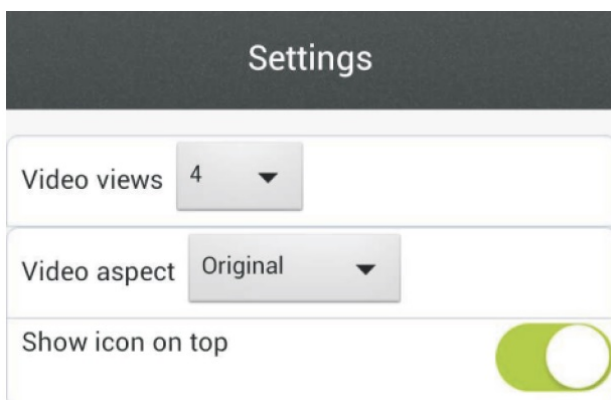 Settings
Video views 4
Video aspect Original
Show icon on top